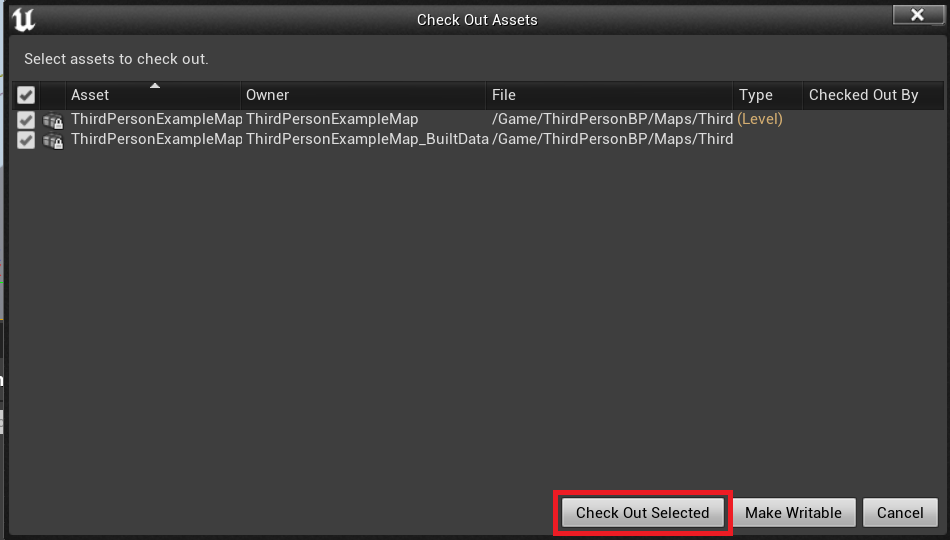 Check Out Assets
Select assets to check out.
Asset Owner File Type Checked Out By
ThirdPersonExampleMap ThirdPersonExampleMap /Game/ThirdPersonBP/Maps/Third (Level)
ThirdPersonExampleMap ThirdPersonExampleMap_BuiltData /Game/ThirdPersonBP/Maps/Third
Check Out Selected Make Writable Cancel